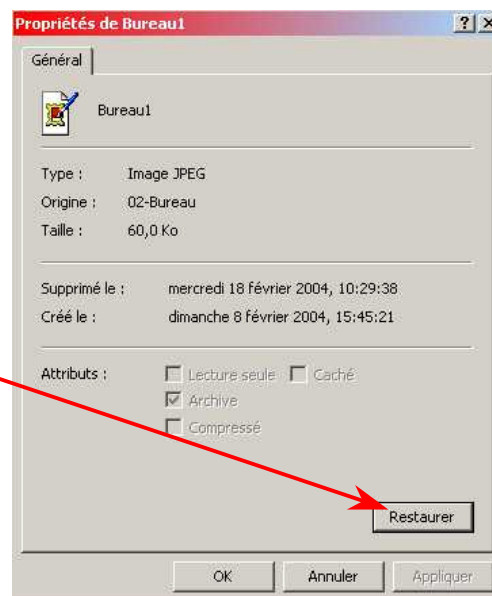 Propriétés de Bureau1
Général
Bureau1
Type : Image JPEG
Origine : 02-Bureau
Taille : 60,0 Ko
Supprimé le : mercredi 18 février 2004, 10:29:38
Créé le : dimanche 8 février 2004, 15:45:21
Attributs : Lecture seule Caché
Archive
Compressé
Restaurer
OK Annuler Appliquer